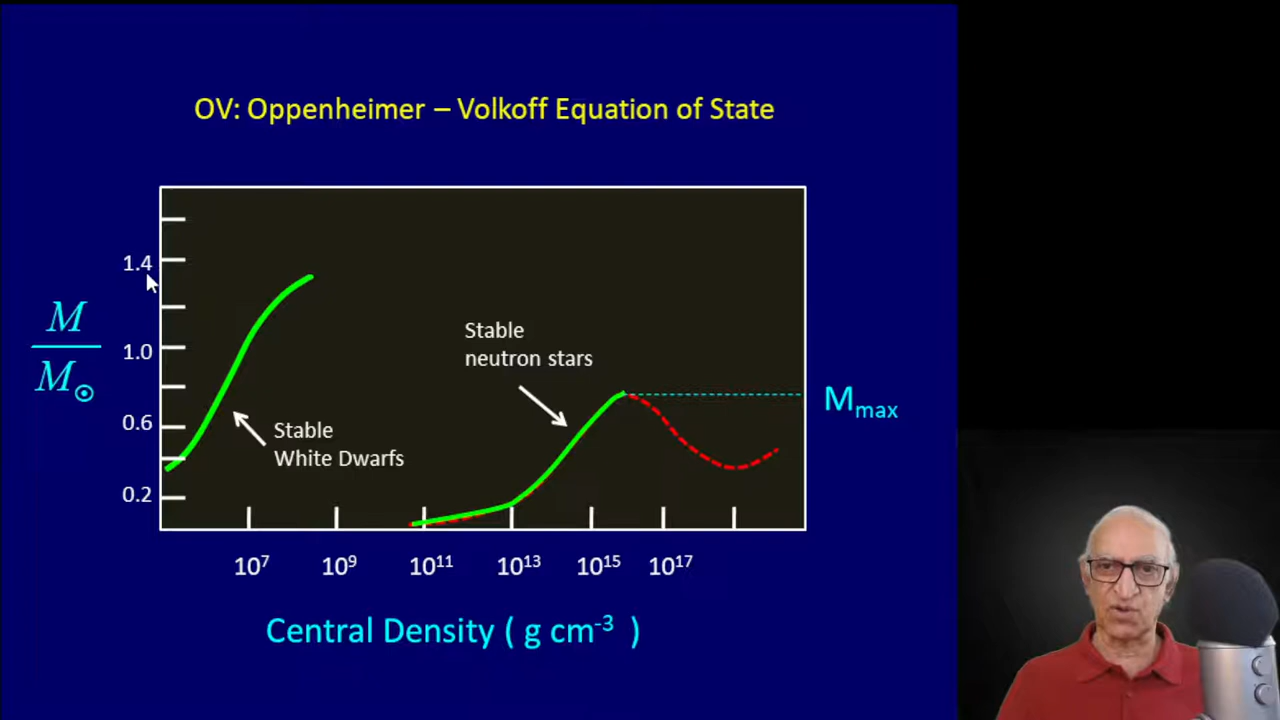 OV: Oppenheimer – Volkoff Equation of State
1.4
1.0
0.6
0.2
M
M☉
Stable
neutron stars
Stable
White Dwarfs
Mmax
10⁷ 10⁹ 10¹¹ 10¹³ 10¹⁵ 10¹⁷
Central Density ( g cm⁻³ )